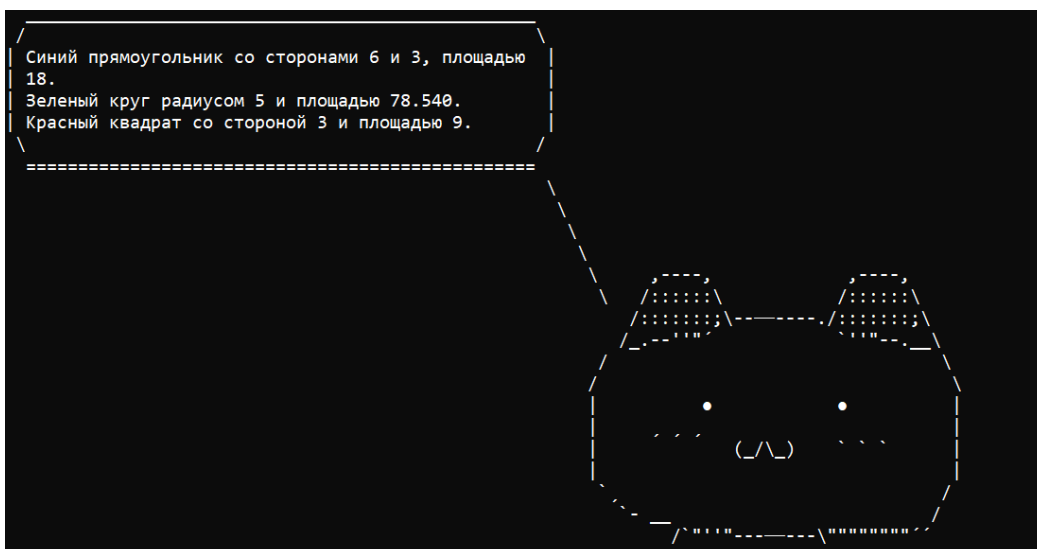 Синий прямоугольник со сторонами 6 и 3, площадью
18.
Зеленый круг радиусом 5 и площадью 78.540.
Красный квадрат со стороной 3 и площадью 9.